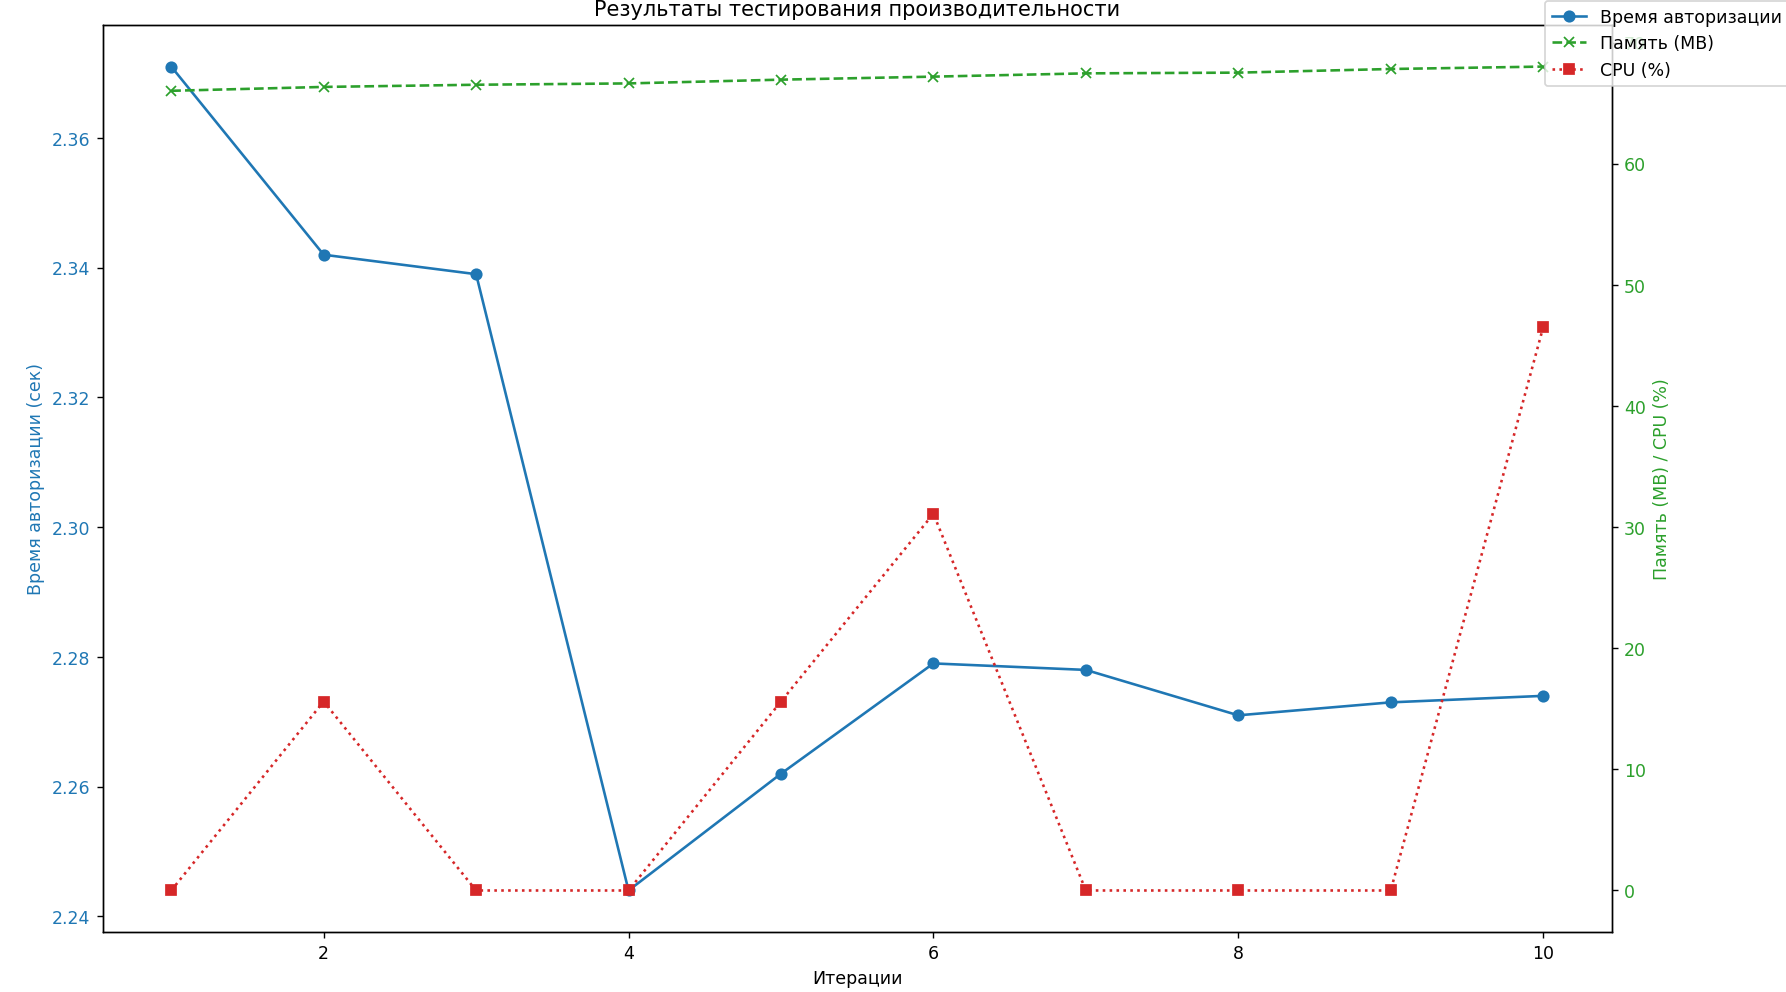 Результаты тестирования производительности
Время авторизации
Память (MB)
CPU (%)
Время авторизации (сек)
2.36
2.34
2.32
2.30
2.28
2.26
2.24
60
50
40
30
20
10
0
Память (MB) / CPU (%)
2 4 6 8 10
Итерации